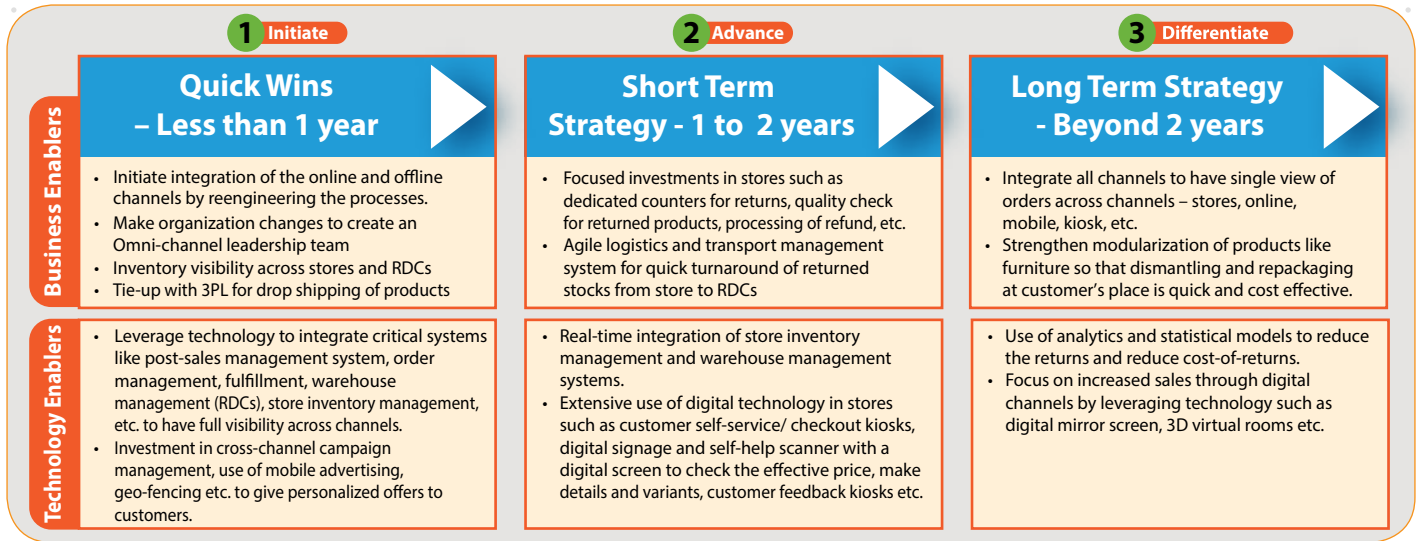 1 Initiate
Quick Wins
– Less than 1 year
2 Advance
Short Term
Strategy - 1 to 2 years
3 Differentiate
Long Term Strategy
- Beyond 2 years
Business Enablers
• Initiate integration of the online and offline
channels by reengineering the processes.
• Make organization changes to create an
Omni-channel leadership team
• Inventory visibility across stores and RDCs
• Tie-up with 3PL for drop shipping of products
• Focused investments in stores such as
dedicated counters for returns, quality check
for returned products, processing of refund, etc.
• Agile logistics and transport management
system for quick turnaround of returned
stocks from store to RDCs
• Integrate all channels to have single view of
orders across channels – stores, online,
mobile, kiosk, etc.
• Strengthen modularization of products like
furniture so that dismantling and repackaging
at customer's place is quick and cost effective.
Technology Enablers
• Leverage technology to integrate critical systems
like post-sales management system, order
management, fulfillment, warehouse
management (RDCs), store inventory management,
etc. to have full visibility across channels.
• Investment in cross-channel campaign
management, use of mobile advertising,
geo-fencing etc. to give personalized offers to
customers.
• Real-time integration of store inventory
management and warehouse management
systems.
• Extensive use of digital technology in stores
such as customer self-service/ checkout kiosks,
digital signage and self-help scanner with a
digital screen to check the effective price, make
details and variants, customer feedback kiosks etc.
• Use of analytics and statistical models to reduce
the returns and reduce cost-of-returns.
• Focus on increased sales through digital
channels by leveraging technology such as
digital mirror screen, 3D virtual rooms etc.